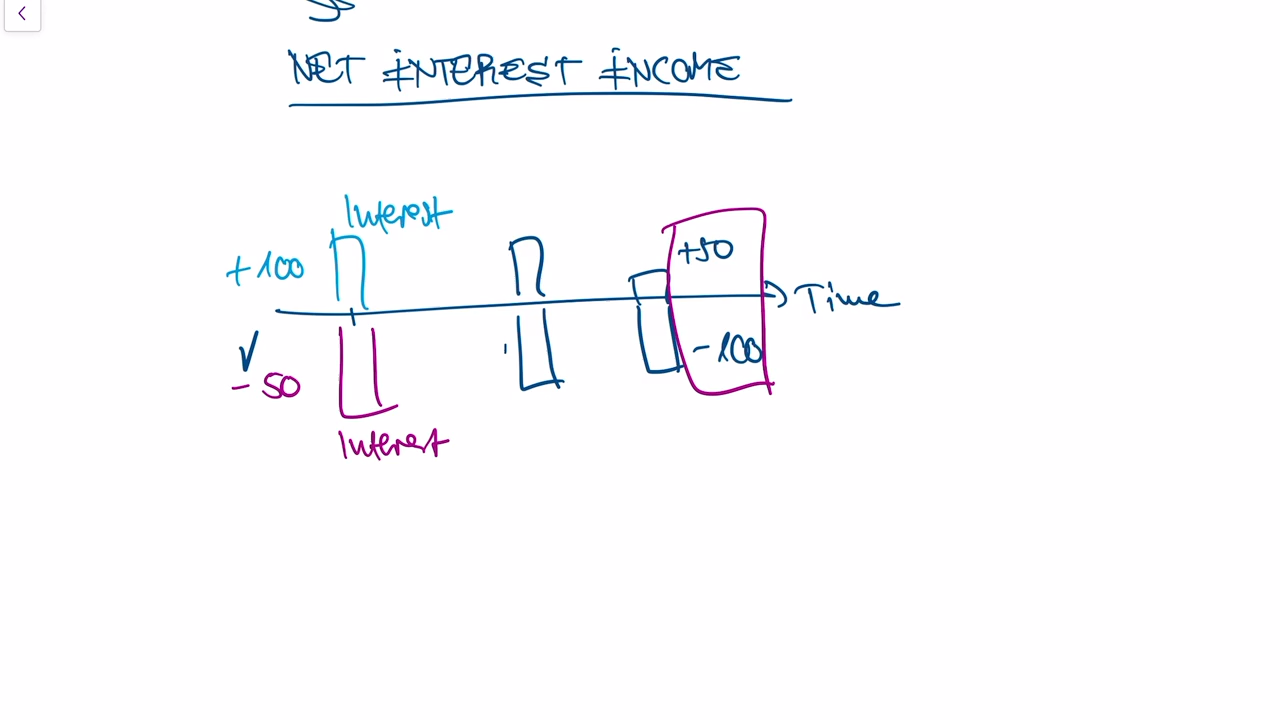 NET INTEREST INCOME
Interest
+100
+50
Time
-100
- 50
Interest